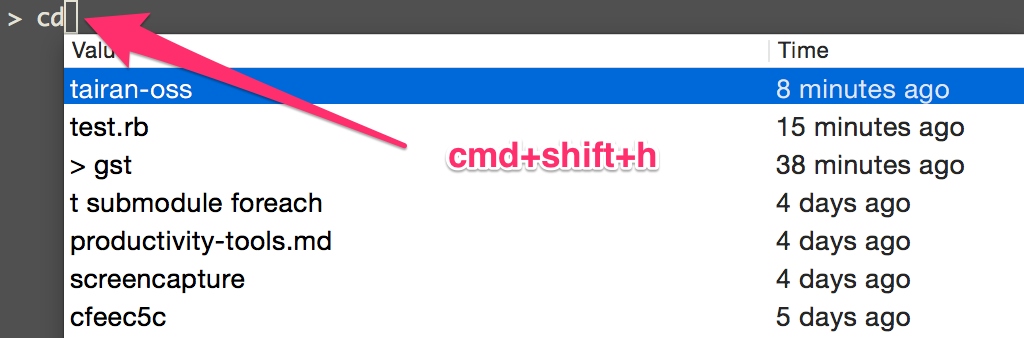 > cd
Valu Time
tairan-oss 8 minutes ago
test.rb 15 minutes ago
> gst 38 minutes ago
cmd+shift+h
t submodule foreach 4 days ago
productivity-tools.md 4 days ago
screencapture 4 days ago
cfeec5c 5 days ago